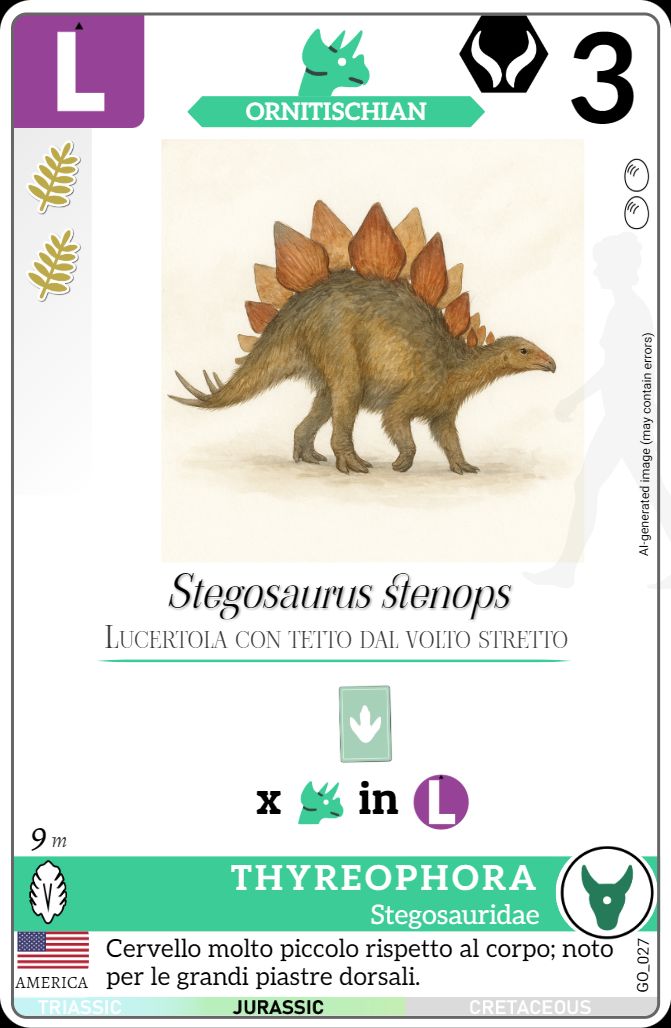 L
3
ORNITISCHIAN
AI-generated image (may contain errors)
Stegosaurus stenops
LUCERTOLA CON TETTO DAL VOLTO STRETTO
x in L
9 m
THYREOPHORA
Stegosauridae
AMERICA
Cervello molto piccolo rispetto al corpo; noto
per le grandi piastre dorsali.
GO_027
TRIASSIC JURASSIC CRETACEOUS